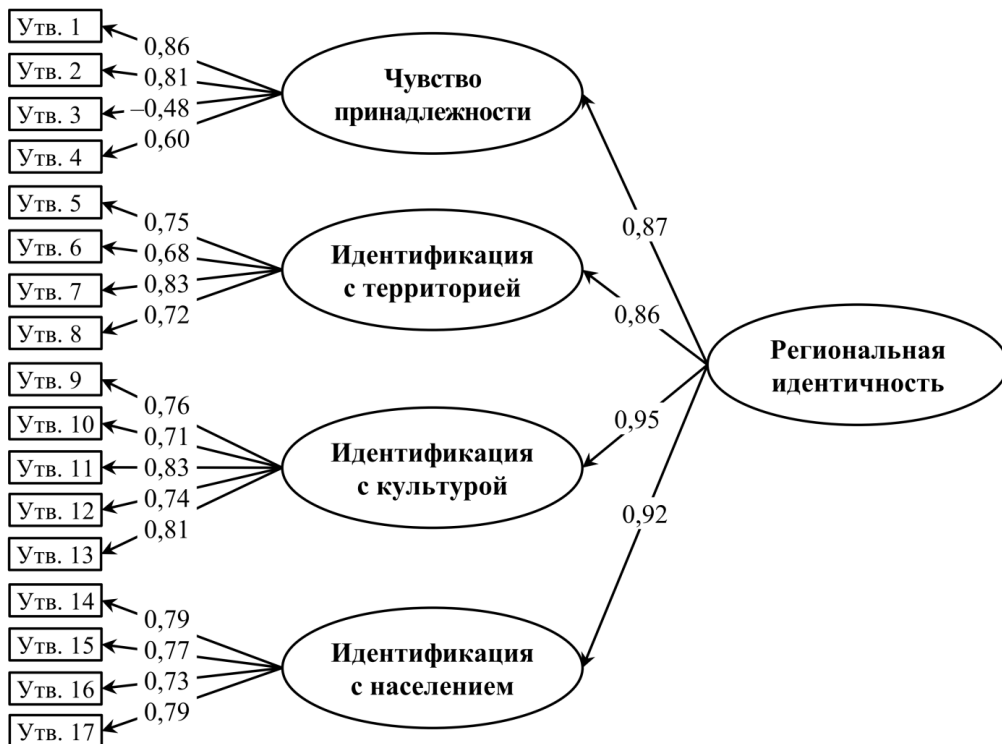 Утв. 1
0,86
Утв. 2
0,81
Утв. 3
–0,48
Утв. 4
0,60
Чувство
принадлежности
Утв. 5
0,75
Утв. 6
0,68
Утв. 7
0,83
Утв. 8
0,72
Идентификация
с территорией
Утв. 9
0,76
Утв. 10
0,71
Утв. 11
0,83
Утв. 12
0,74
Утв. 13
0,81
Идентификация
с культурой
Утв. 14
0,79
Утв. 15
0,77
Утв. 16
0,73
Утв. 17
0,79
Идентификация
с населением
0,87
0,86
0,95
0,92
Региональная
идентичность